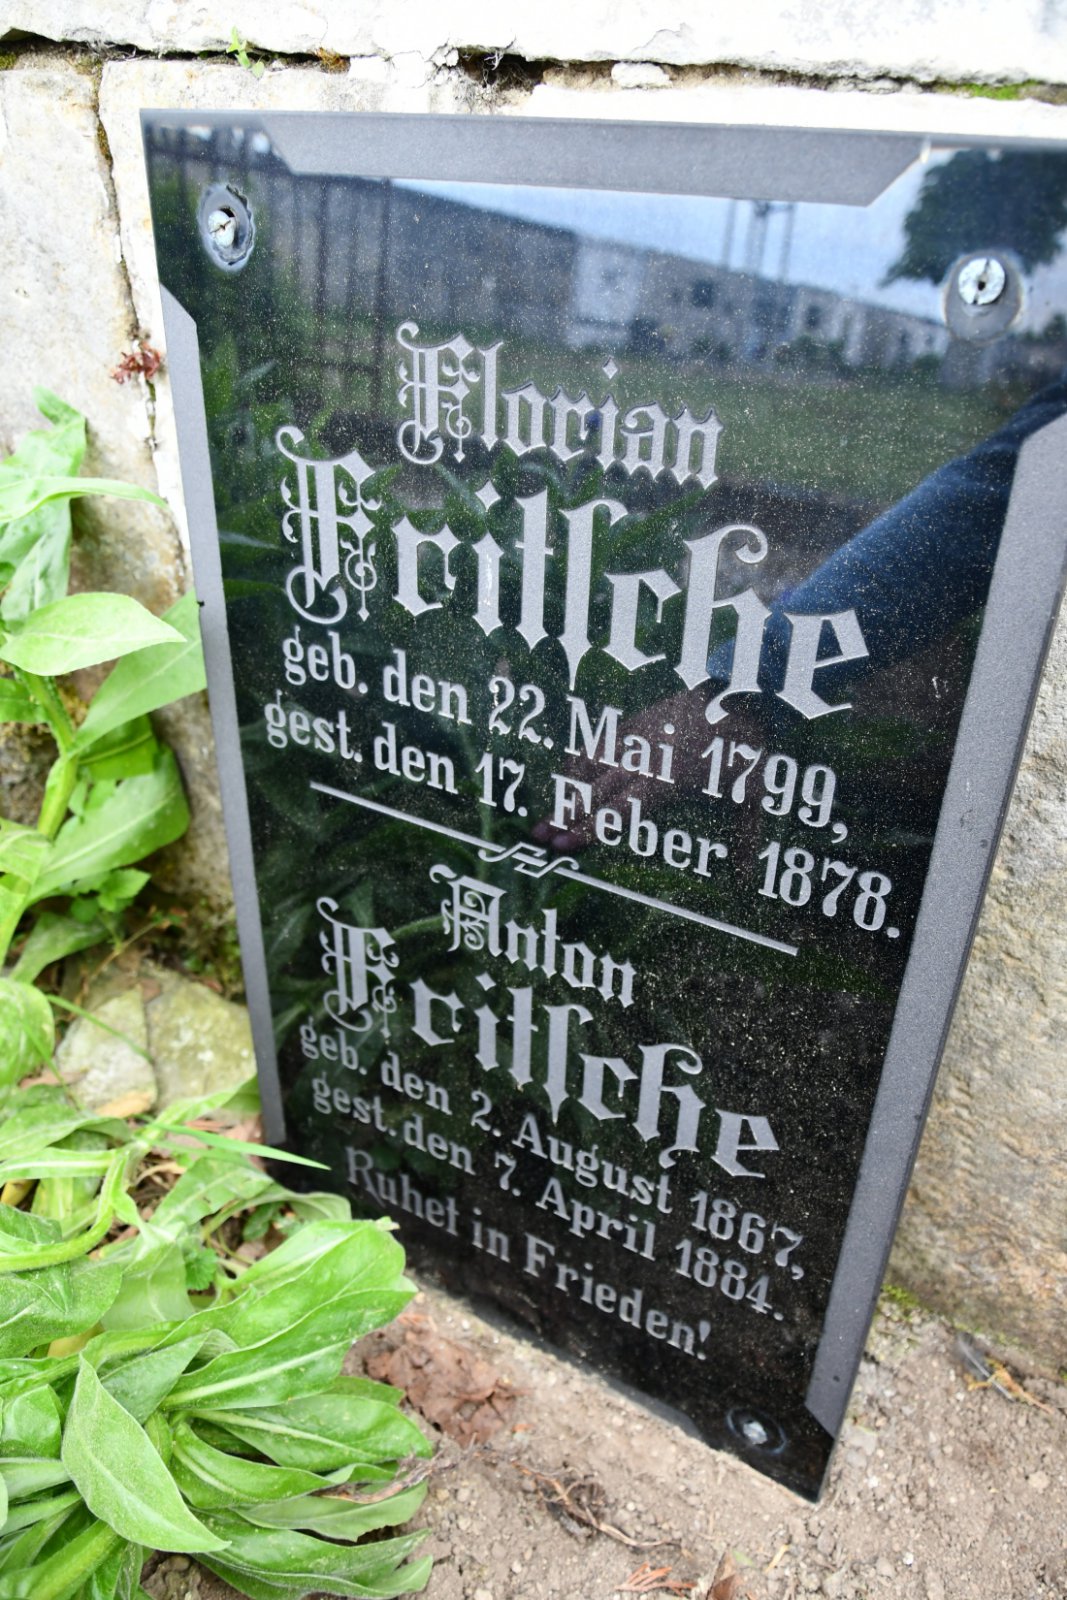 Florian
Fritſche
geb. den 22. Mai 1799,
gest. den 17. Feber 1878.
Anton
Fritſche
geb. den 2. August 1867,
gest. den 7. April 1884.
Ruhet in Frieden!